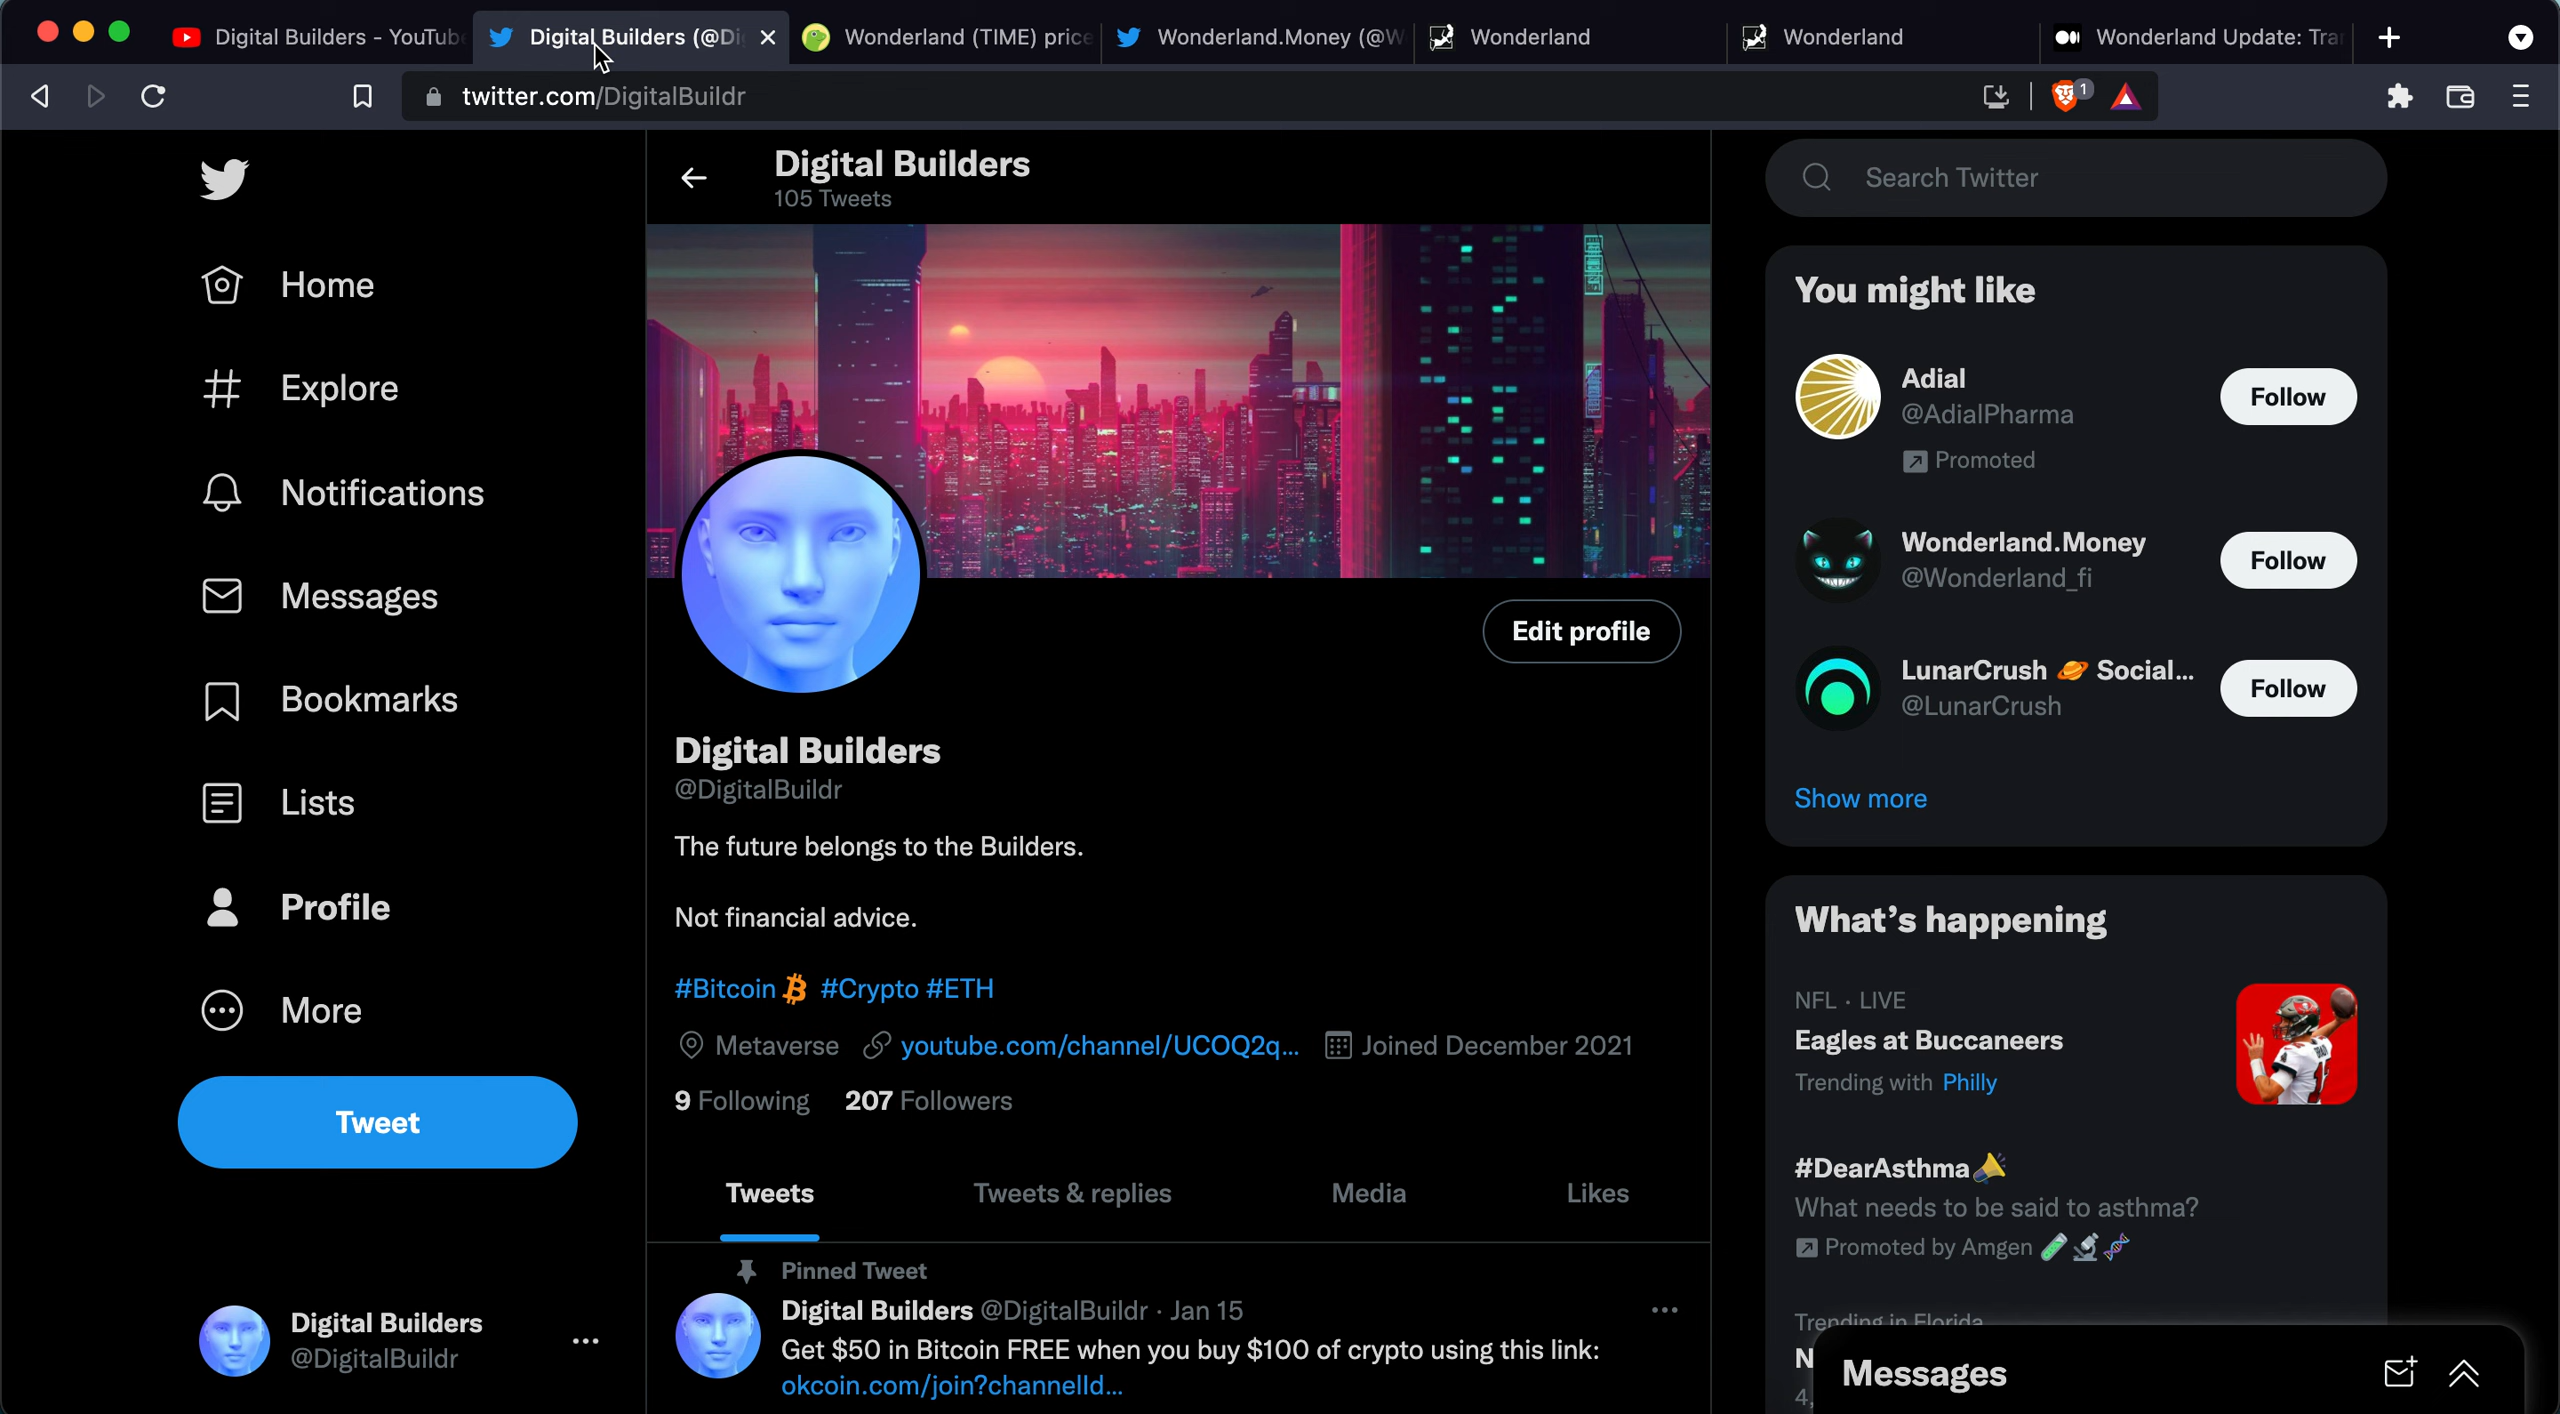 Digital Builders - YouTube
Digital Builders (@Di
Wonderland (TIME) price
Wonderland.Money (@W
Wonderland
Wonderland
Wonderland Update: Tra
twitter.com/DigitalBuildr
1
Digital Builders
105 Tweets
Search Twitter
Home
Explore
Notifications
Messages
Bookmarks
Lists
Profile
More
Tweet
Digital Builders
@DigitalBuildr
Edit profile
Digital Builders
@DigitalBuildr
The future belongs to the Builders.
Not financial advice.
#Bitcoin #Crypto #ETH
Metaverse youtube.com/channel/UCOQ2q... Joined December 2021
9 Following 207 Followers
Tweets Tweets & replies Media Likes
Pinned Tweet
Digital Builders @DigitalBuildr · Jan 15
Get $50 in Bitcoin FREE when you buy $100 of crypto using this link:
okcoin.com/join?channelId...
You might like
Adial
@AdialPharma
Promoted
Follow
Wonderland.Money
@Wonderland_fi
Follow
LunarCrush 🪐 Social...
@LunarCrush
Follow
Show more
What's happening
NFL · LIVE
Eagles at Buccaneers
Trending with Philly
#DearAsthma
What needs to be said to asthma?
Promoted by Amgen 🧪🔬🧬
Trending in Florida
N
4,
Messages